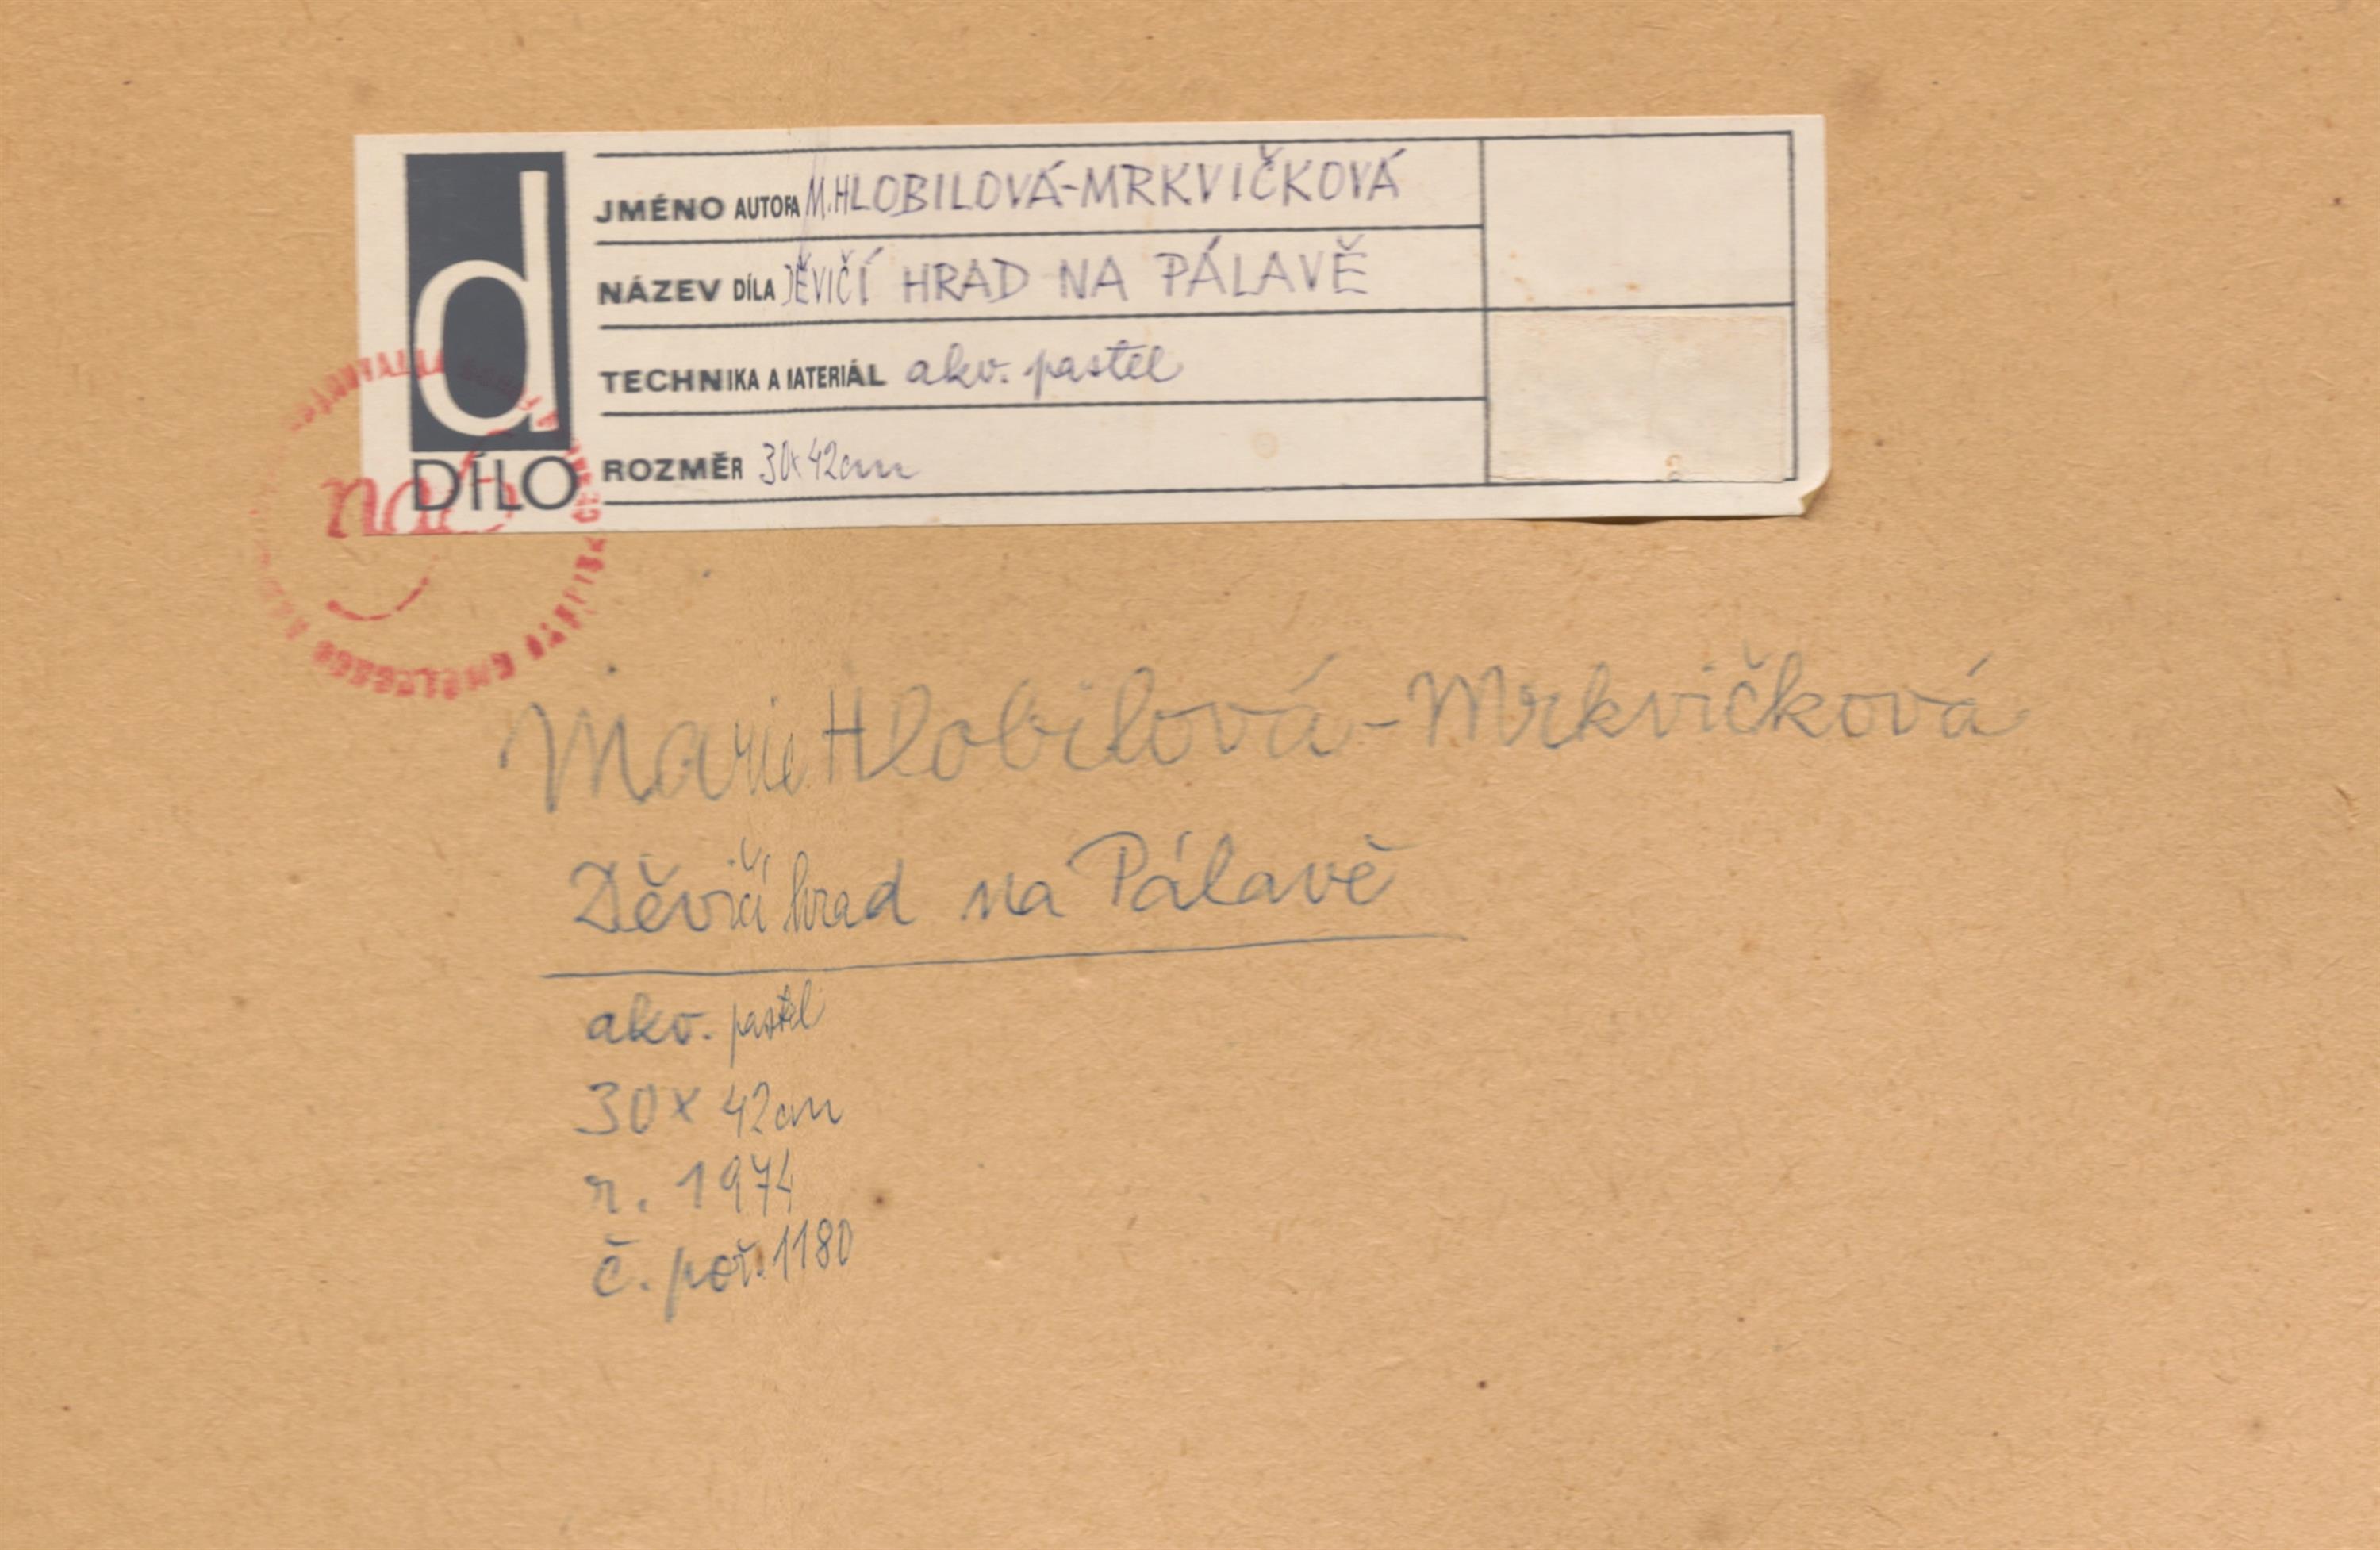 d
DÍLO
JMÉNO AUTORA M. HLOBILOVÁ-MRKVIČKOVÁ
NÁZEV DÍLA DĚVIČÍ HRAD NA PÁLAVĚ
TECHNIKA A MATERIÁL akv. pastel
ROZMĚR 30x42cm
Marie Hlobilová-Mrkvičková
Děvičí hrad na Pálavě
akv. pastel
30x42cm
r. 1974
č. poř. 1180